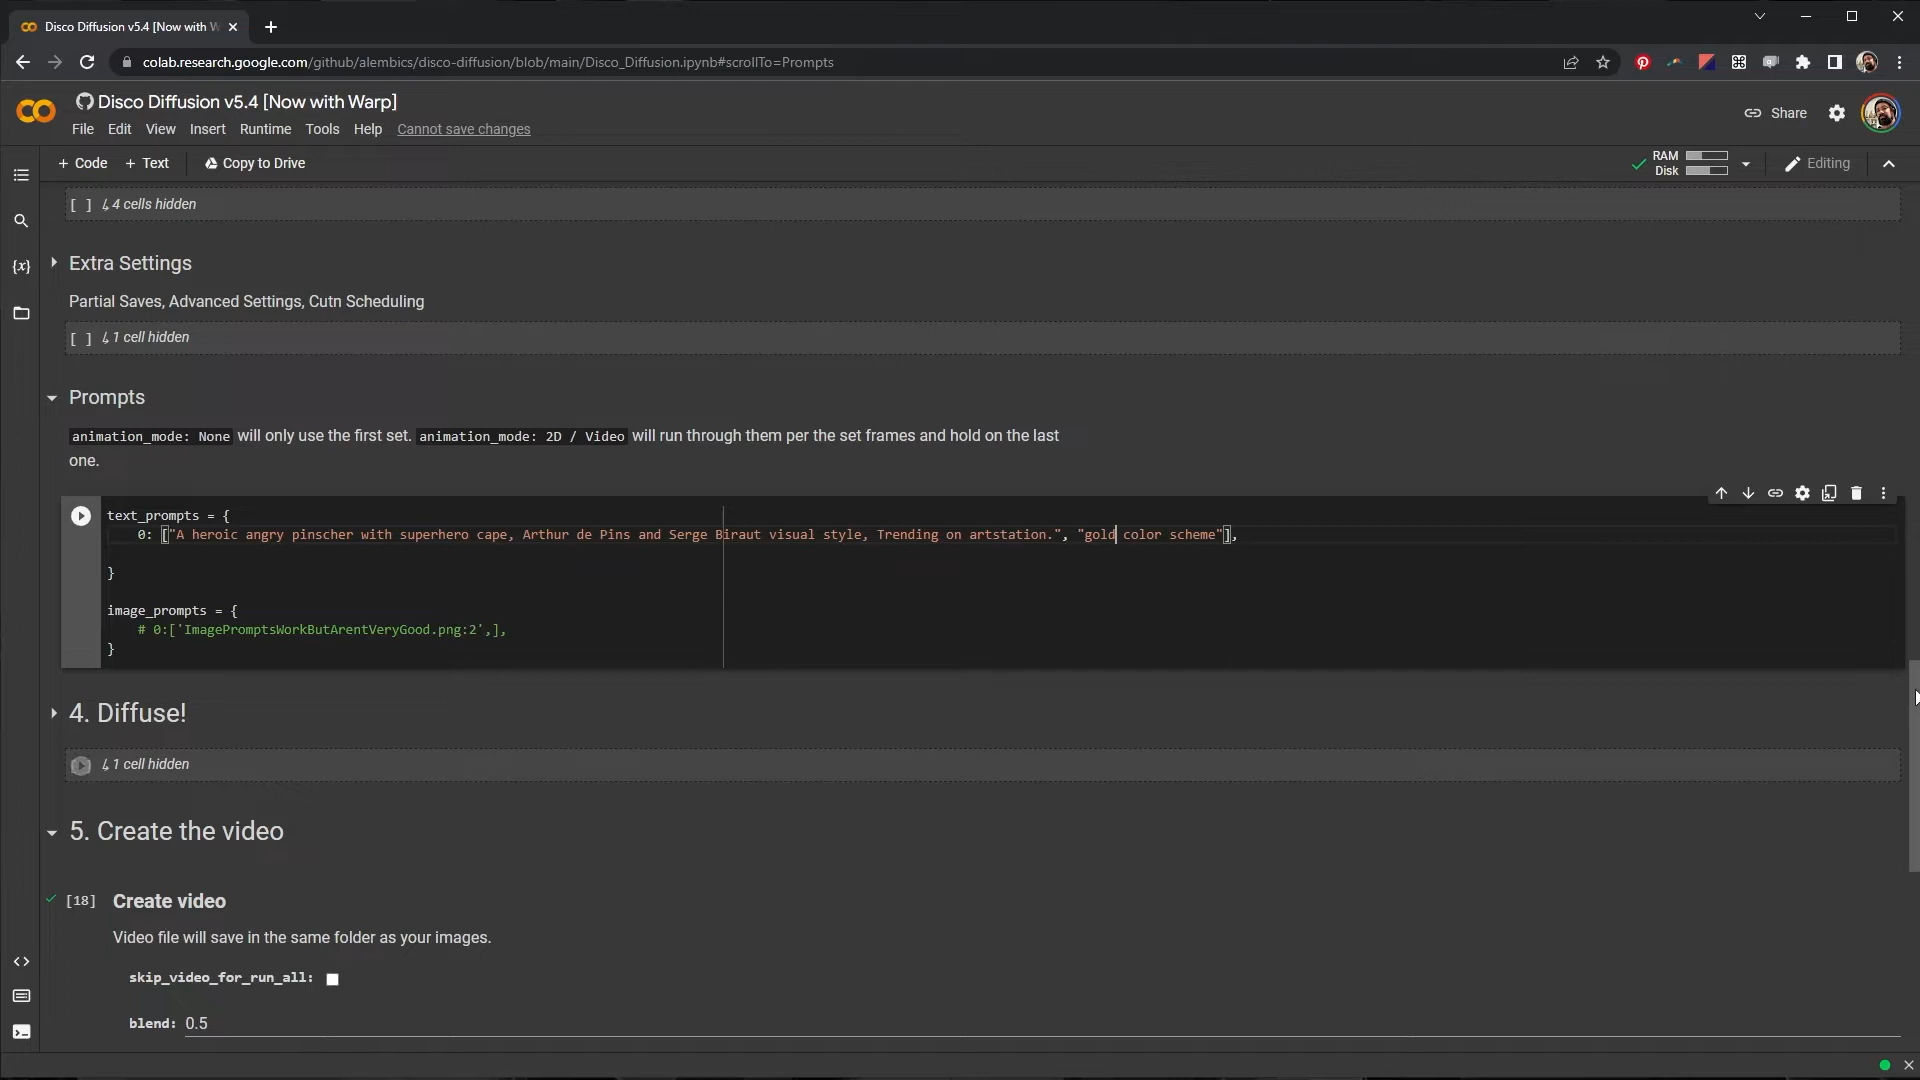 Disco Diffusion v5.4 [Now with W
colab.research.google.com/github/alembics/disco-diffusion/blob/main/Disco_Diffusion.ipynb#scrollTo=Prompts
Disco Diffusion v5.4 [Now with Warp]
File Edit View Insert Runtime Tools Help Cannot save changes
Share
+ Code + Text Copy to Drive
RAM
Disk
Editing
{x}
[ ] 4 cells hidden
Extra Settings
Partial Saves, Advanced Settings, Cutn Scheduling
[ ] 1 cell hidden
Prompts
animation_mode: None will only use the first set. animation_mode: 2D / Video will run through them per the set frames and hold on the last
one.
text_prompts = {
0: ["A heroic angry pinscher with superhero cape, Arthur de Pins and Serge Biraut visual style, Trending on artstation.", "gold color scheme"],
}
image_prompts = {
# 0:['ImagePromptsWorkButArentVeryGood.png:2',],
}
4. Diffuse!
1 cell hidden
5. Create the video
[18] Create video
Video file will save in the same folder as your images.
skip_video_for_run_all:
blend: 0.5